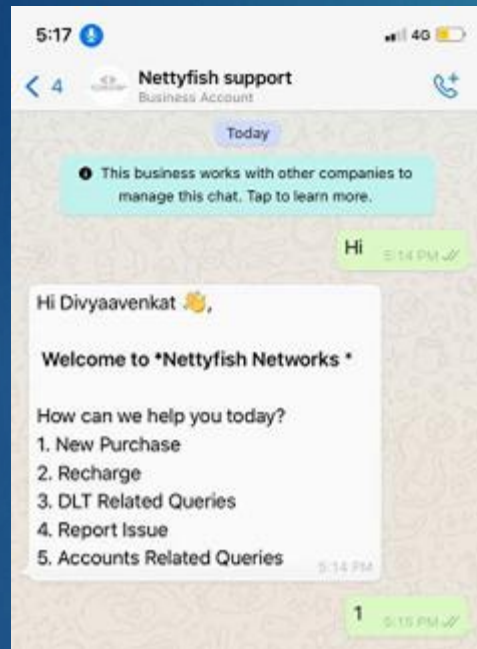 5:17
4G
4
Nettyfish support
Business Account
Today
This business works with other companies to
manage this chat. Tap to learn more.
Hi
5:14 PM
Hi Divyaavenkat 👋,
Welcome to *Nettyfish Networks *
How can we help you today?
1. New Purchase
2. Recharge
3. DLT Related Queries
4. Report Issue
5. Accounts Related Queries
5:14 PM
1
5:15 PM